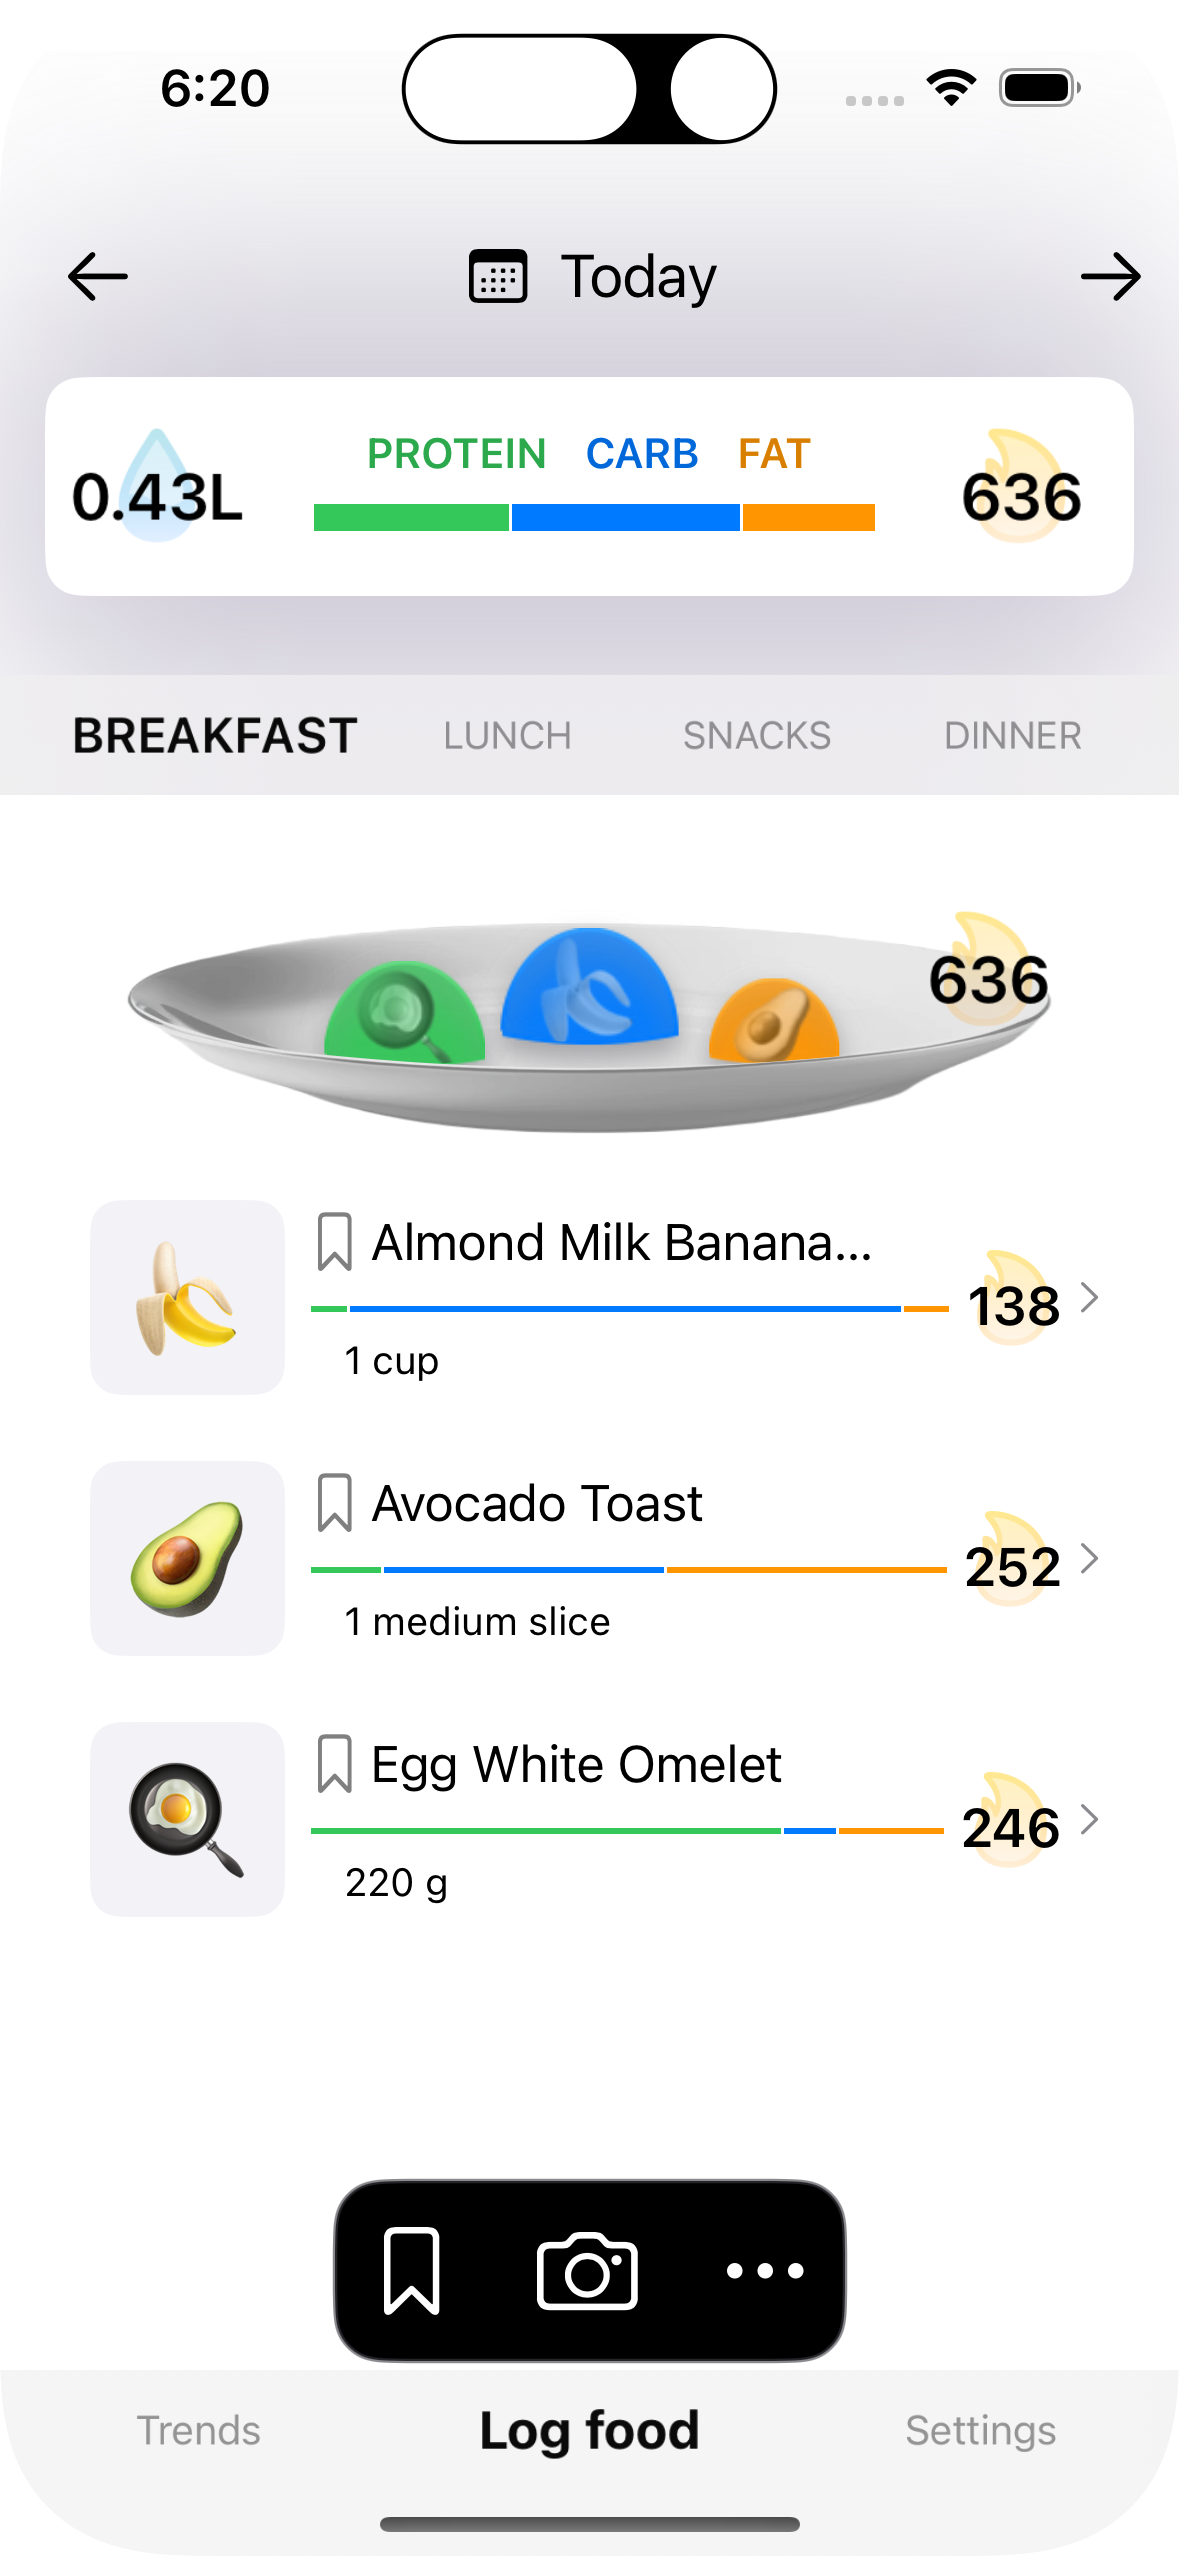 6:20
Today
0.43L
PROTEIN CARB FAT
636
BREAKFAST LUNCH SNACKS DINNER
636
Almond Milk Banana...
138
1 cup
Avocado Toast
252
1 medium slice
Egg White Omelet
246
220 g
Trends Log food Settings